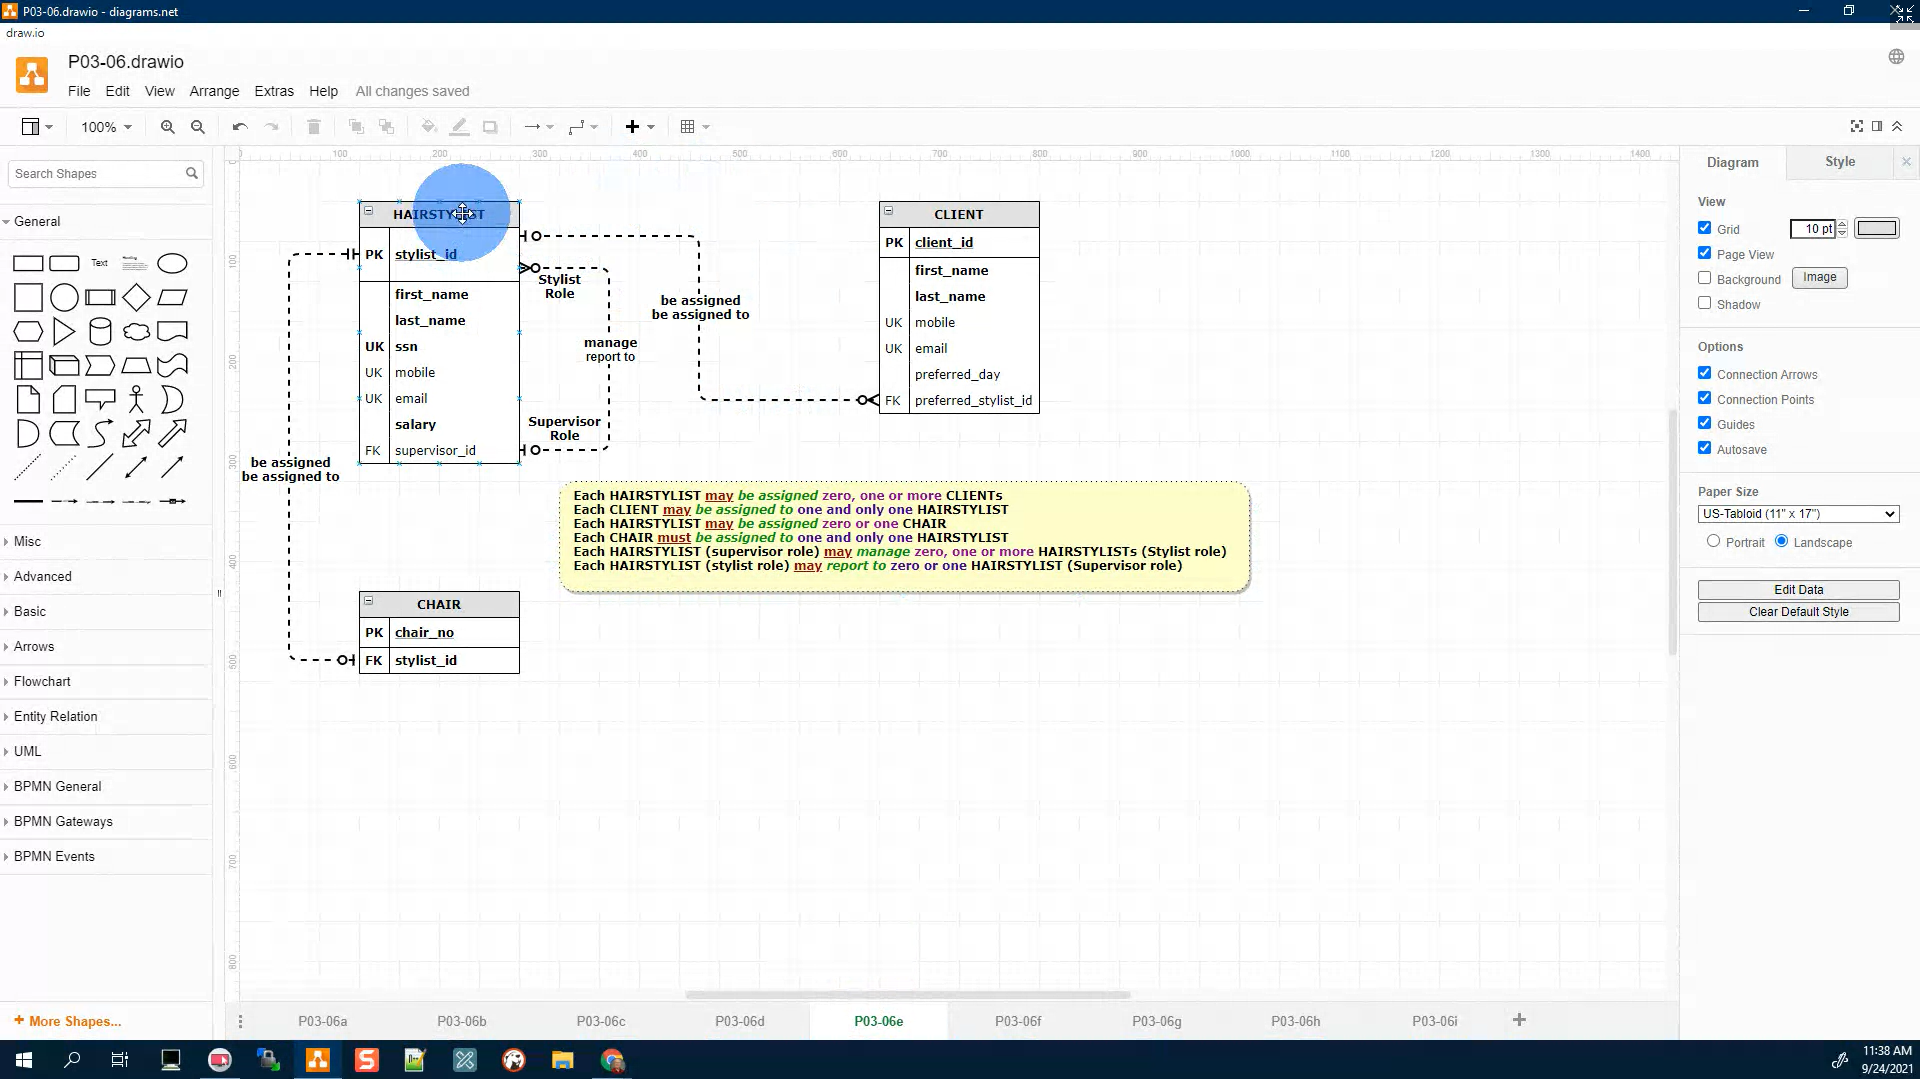 P03-06.drawio - diagrams.net
draw.io
P03-06.drawio
File Edit View Arrange Extras Help All changes saved
100%
Search Shapes
General
Text
Heading
Misc
Advanced
Basic
Arrows
Flowchart
Entity Relation
UML
BPMN General
BPMN Gateways
BPMN Events
+ More Shapes...
100 200 300 400 500 600 700 800 900 1000 1100 1200 1300 1400
100
200
300
400
500
600
700
800
HAIRSTYLIST
PK stylist_id
first_name
last_name
UK ssn
UK mobile
UK email
salary
FK supervisor_id
Stylist
Role
manage
report to
Supervisor
Role
be assigned
be assigned to
be assigned
be assigned to
CLIENT
PK client_id
first_name
last_name
UK mobile
UK email
preferred_day
FK preferred_stylist_id
Each HAIRSTYLIST may be assigned zero, one or more CLIENTs
Each CLIENT may be assigned to one and only one HAIRSTYLIST
Each HAIRSTYLIST may be assigned zero or one CHAIR
Each CHAIR must be assigned to one and only one HAIRSTYLIST
Each HAIRSTYLIST (supervisor role) may manage zero, one or more HAIRSTYLISTs (Stylist role)
Each HAIRSTYLIST (stylist role) may report to zero or one HAIRSTYLIST (Supervisor role)
CHAIR
PK chair_no
FK stylist_id
Diagram Style
View
Grid 10 pt
Page View
Background Image
Shadow
Options
Connection Arrows
Connection Points
Guides
Autosave
Paper Size
US-Tabloid (11" x 17")
Portrait Landscape
Edit Data
Clear Default Style
P03-06a P03-06b P03-06c P03-06d P03-06e P03-06f P03-06g P03-06h P03-06i
11:38 AM
9/24/2021